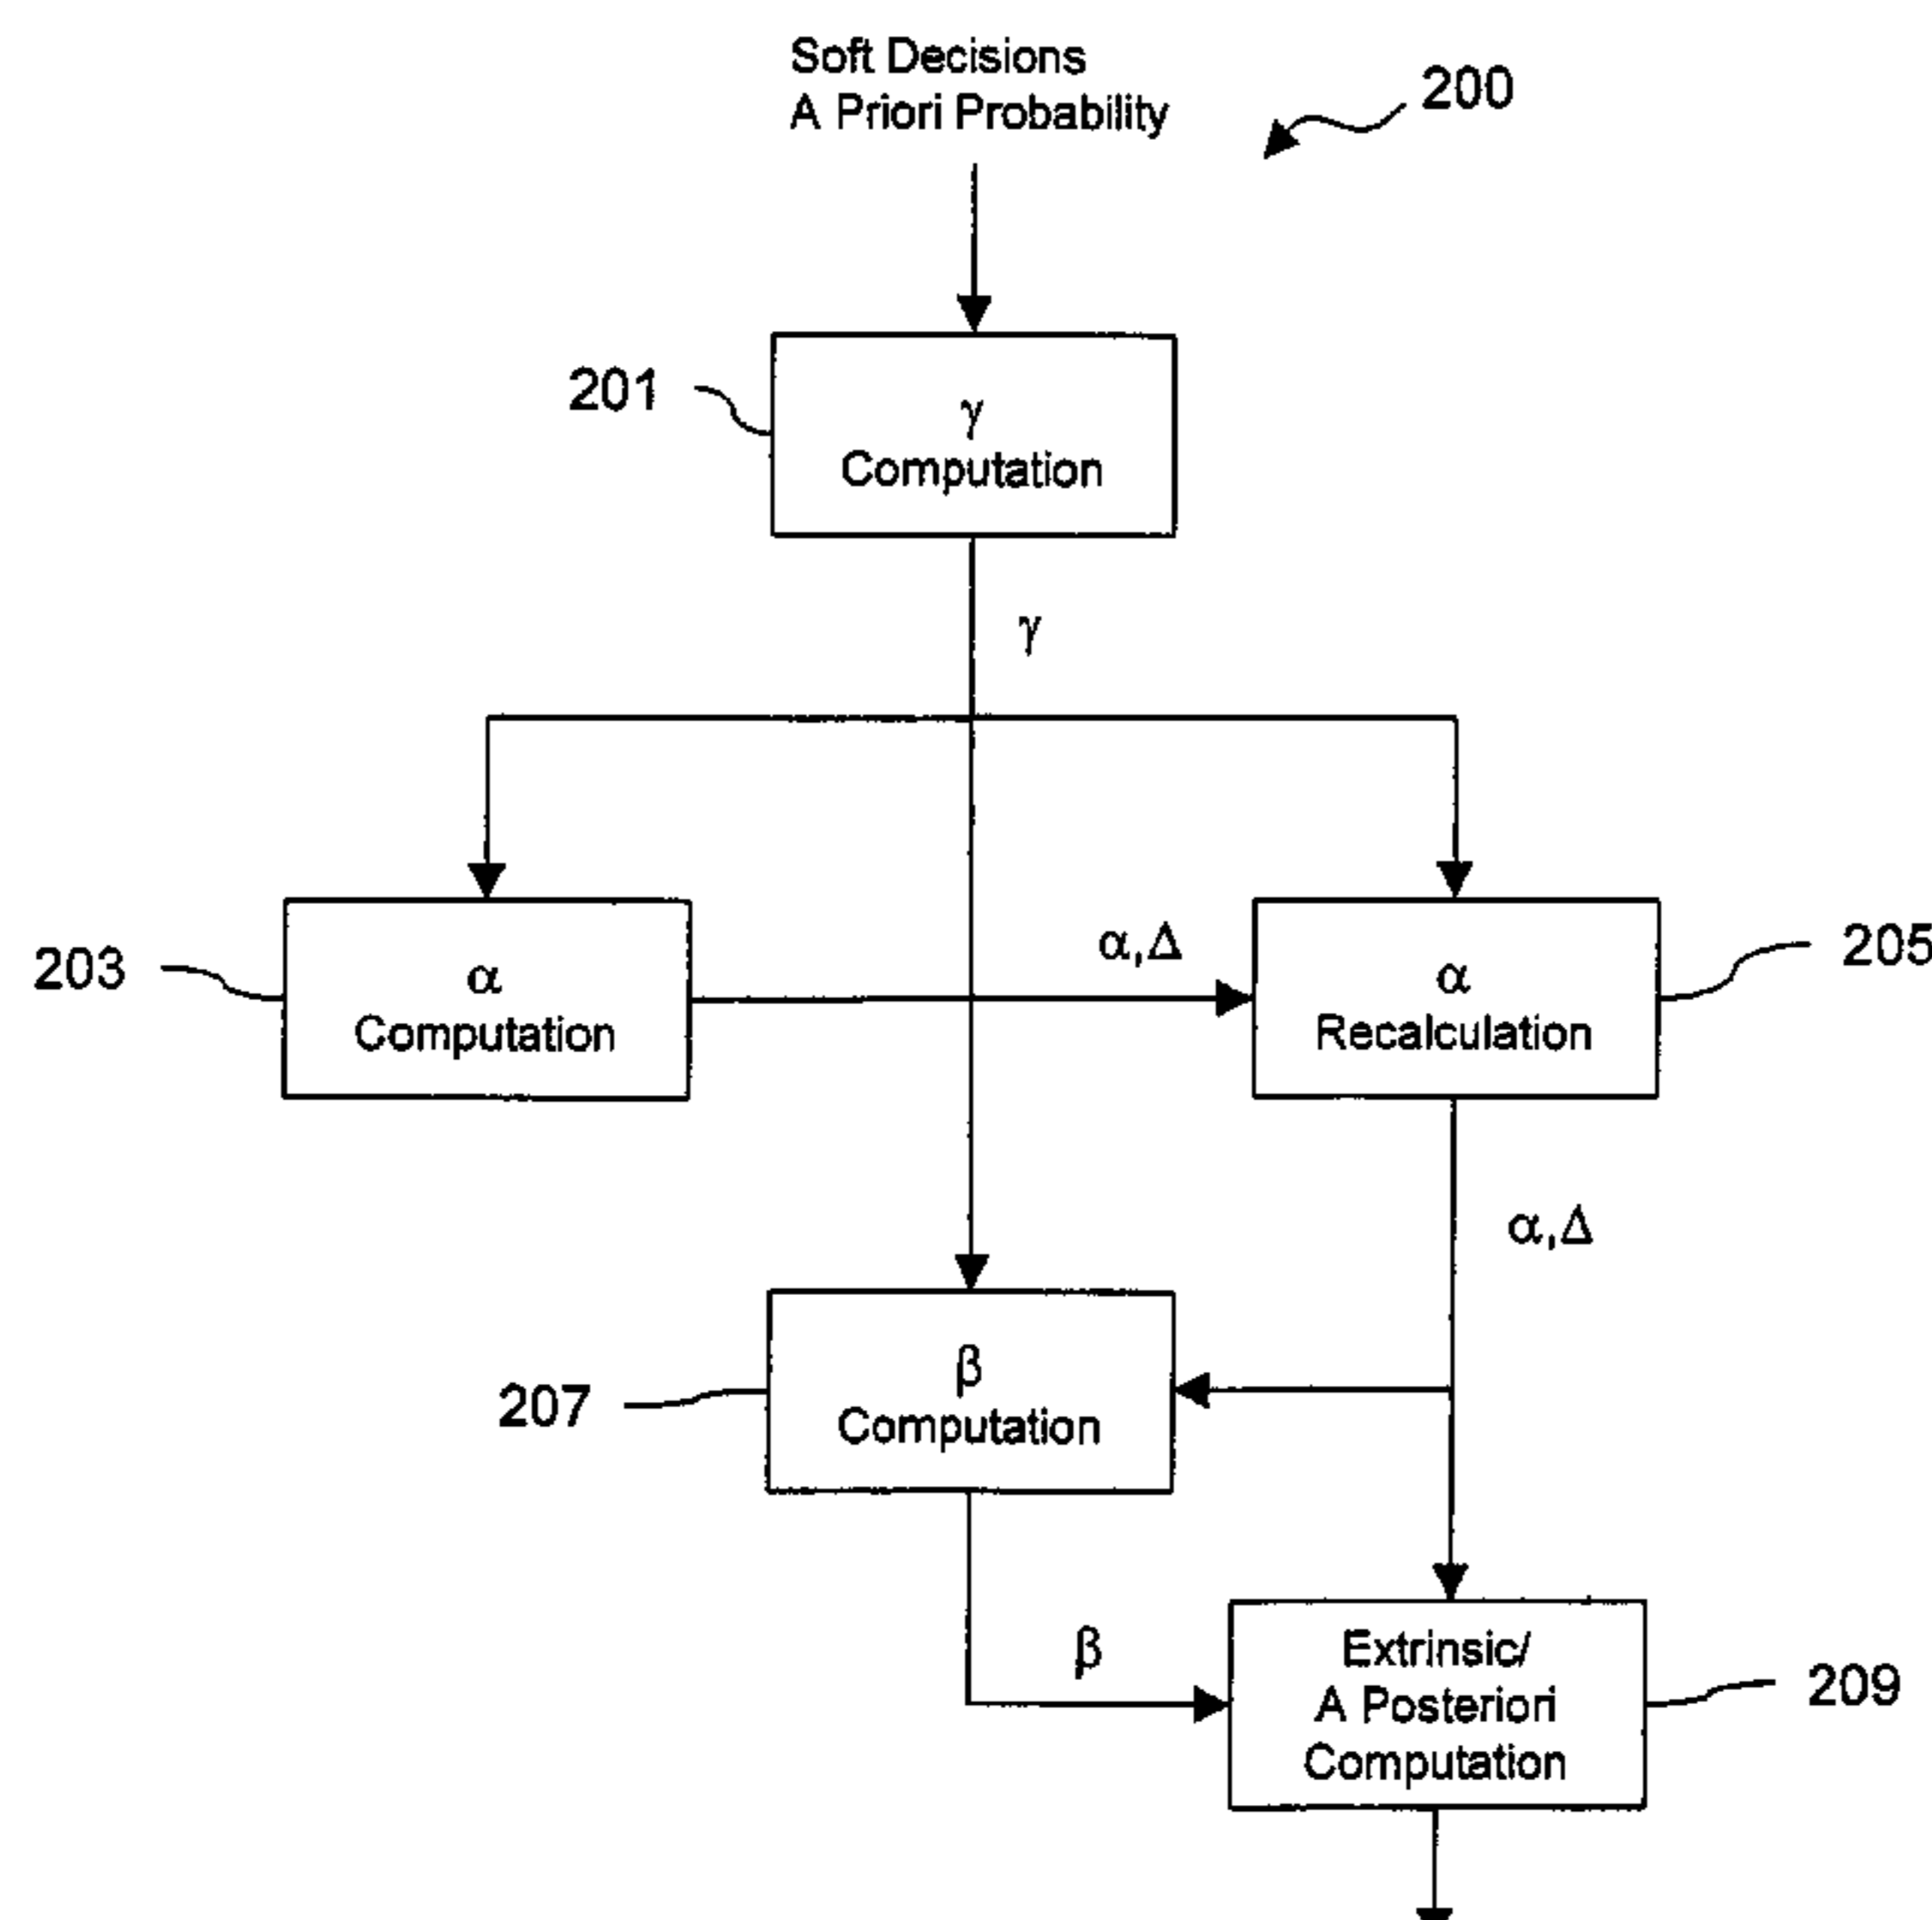 Soft Decisions
A Priori Probability
200
201
γ
Computation
γ
203
α
Computation
α,Δ
α
Recalculation
205
α,Δ
207
β
Computation
β
Extrinsic/
A Posteriori
Computation
209